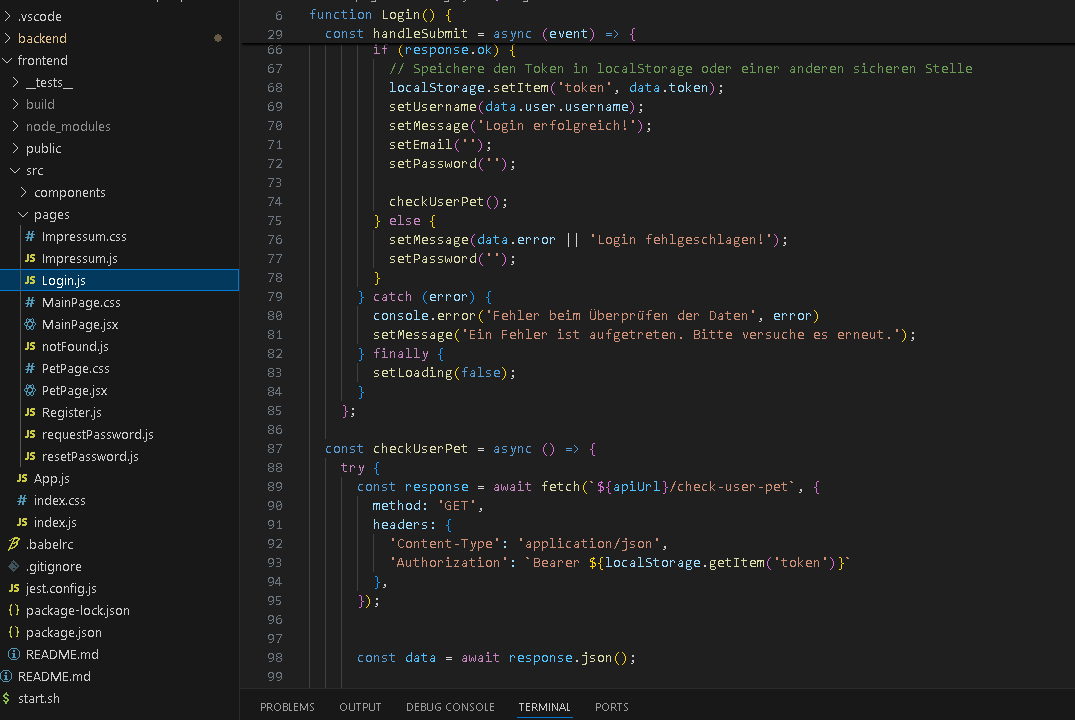 .vscode
backend
frontend
__tests__
build
node_modules
public
src
components
pages
# Impressum.css
JS Impressum.js
JS Login.js
# MainPage.css
MainPage.jsx
JS notFound.js
# PetPage.css
PetPage.jsx
JS Register.js
JS requestPassword.js
JS resetPassword.js
JS App.js
# index.css
JS index.js
.babelrc
.gitignore
JS jest.config.js
{} package-lock.json
{} package.json
README.md
README.md
$ start.sh
6 function Login() {
29 const handleSubmit = async (event) => {
66 if (response.ok) {
67 // Speichere den Token in localStorage oder einer anderen sicheren Stelle
68 localStorage.setItem('token', data.token);
69 setUsername(data.user.username);
70 setMessage('Login erfolgreich!');
71 setEmail('');
72 setPassword('');
73
74 checkUserPet();
75 } else {
76 setMessage(data.error || 'Login fehlgeschlagen!');
77 setPassword('');
78 }
79 } catch (error) {
80 console.error('Fehler beim Überprüfen der Daten', error)
81 setMessage('Ein Fehler ist aufgetreten. Bitte versuche es erneut.');
82 } finally {
83 setLoading(false);
84 }
85 };
86
87 const checkUserPet = async () => {
88 try {
89 const response = await fetch(`${apiUrl}/check-user-pet`, {
90 method: 'GET',
91 headers: {
92 'Content-Type': 'application/json',
93 'Authorization': `Bearer ${localStorage.getItem('token')}`
94 },
95 });
96
97
98 const data = await response.json();
99
PROBLEMS OUTPUT DEBUG CONSOLE TERMINAL PORTS